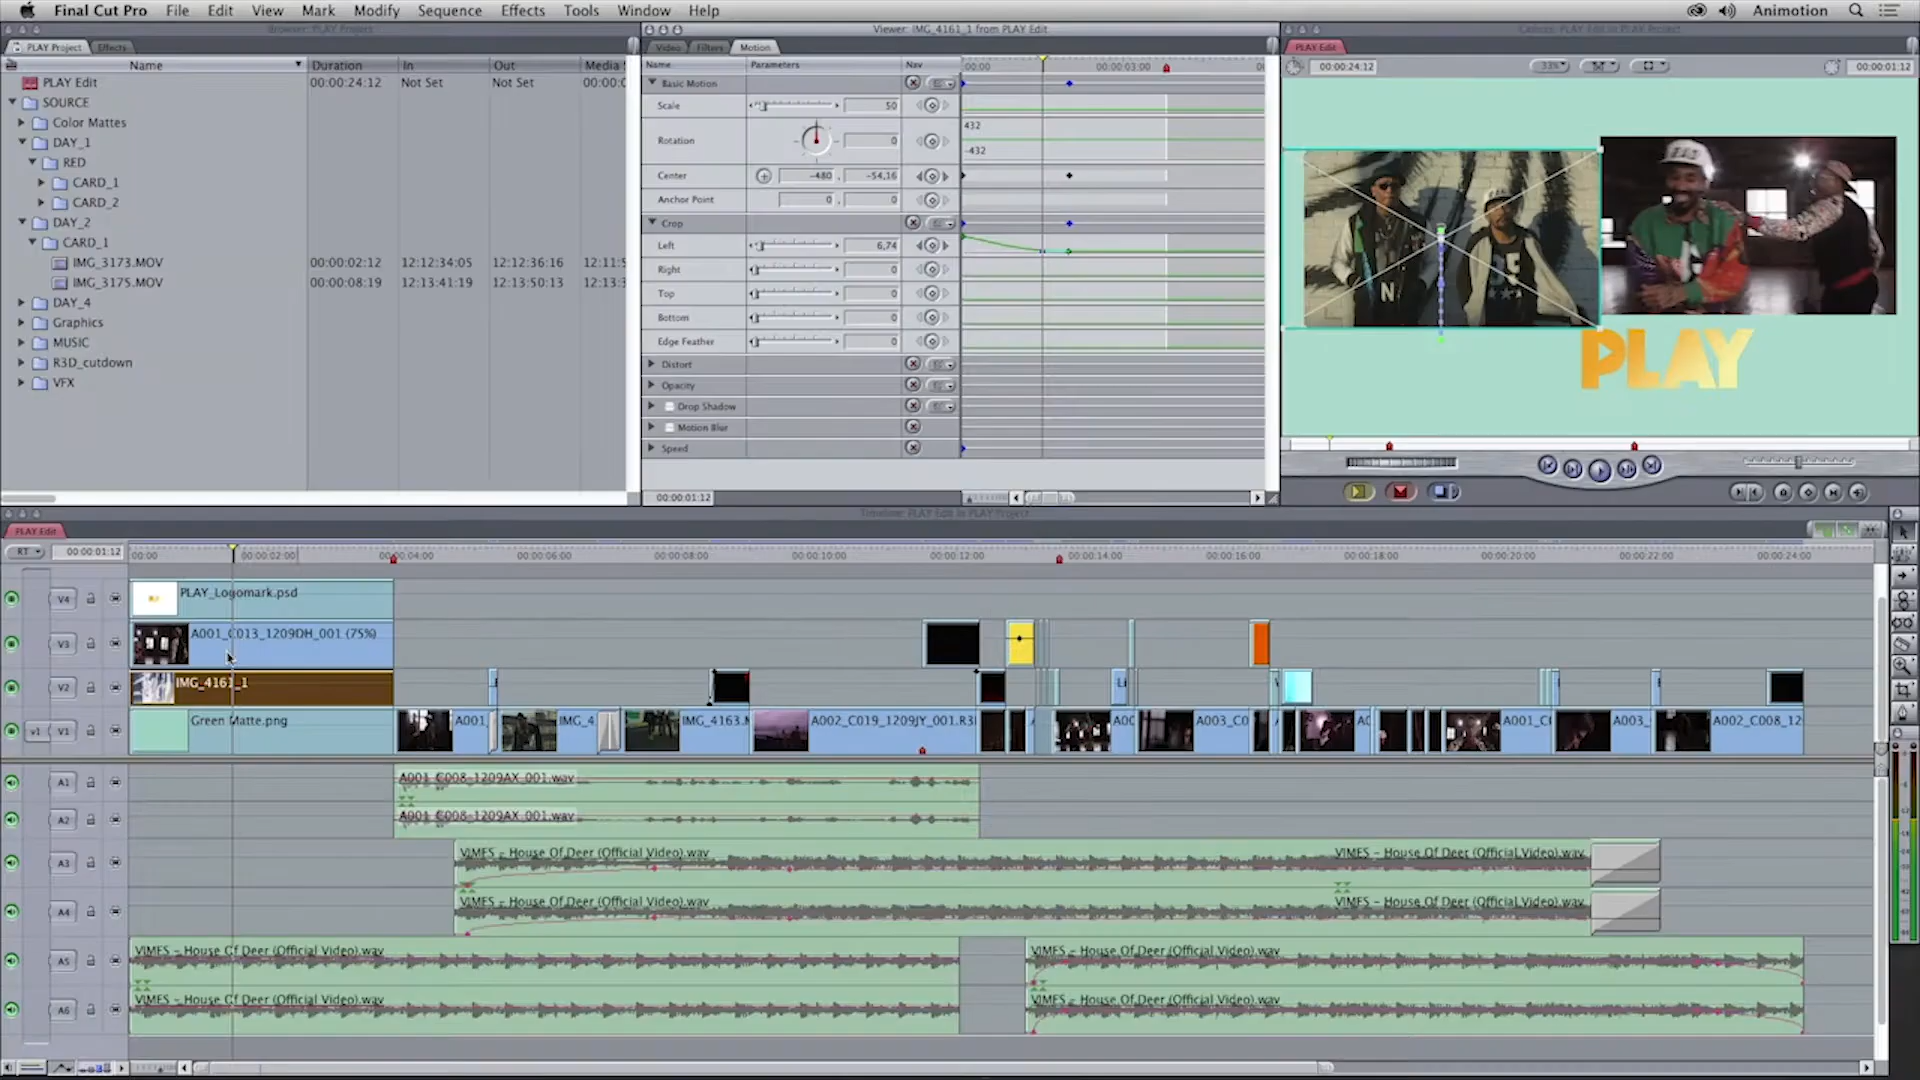 Final Cut Pro File Edit View Mark Modify Sequence Effects Tools Window Help Animotion
Browser: PLAY Project
Viewer: IMG_4161_1 from PLAY Edit
Canvas: PLAY Edit in PLAY Project
PLAY Project Effects
Video Filters Motion
PLAY Edit
Name Duration In Out Media
PLAY Edit 00:00:24:12 Not Set Not Set 00:00:0
SOURCE
Color Mattes
DAY_1
RED
CARD_1
CARD_2
DAY_2
CARD_1
IMG_3173.MOV 00:00:02:12 12:12:34:05 12:12:36:16 12:11:5
IMG_3175.MOV 00:00:08:19 12:13:41:19 12:13:50:13 12:13:3
DAY_4
Graphics
MUSIC
R3D_cutdown
VFX
Name Parameters Nav 00:00 00:00:03:00 00
Basic Motion
Scale 50
432
Rotation 0
-432
Center -480 , -54,16
Anchor Point 0 , 0
Crop
Left 6,74
Right 0
Top 0
Bottom 0
Edge Feather 0
Distort
Opacity
Drop Shadow
Motion Blur
Speed
00:00:01:12
00:00:24:12 33% 00:00:01:12
PLAY
Timeline: PLAY Edit in PLAY Project
PLAY Edit
RT 00:00:01:12 00:00 00:00:02:00 00:00:04:00 00:00:06:00 00:00:08:00 00:00:10:00 00:00:12:00 00:00:14:00 00:00:16:00 00:00:18:00 00:00:20:00 00:00:22:00 00:00:24:00
V4 PLAY_Logomark.psd
V3 A001_C013_1209DH_001 (75%)
V2 IMG_4161_1
v1 V1 Green Matte.png A001_ IMG_4 IMG_4163.M A002_C019_1209JY_001.R3 A00 A003_C0 A001_C A003_ A002_C008_12
A1 A001_C008-1209AX_001.wav
A2 A001_C008-1209AX_001.wav
A3 VIMES - House Of Deer (Official Video).wav VIMES - House Of Deer (Official Video).wav
A4 VIMES - House Of Deer (Official Video).wav VIMES - House Of Deer (Official Video).wav
A5 VIMES - House Of Deer (Official Video).wav VIMES - House Of Deer (Official Video).wav
A6 VIMES - House Of Deer (Official Video).wav VIMES - House Of Deer (Official Video).wav